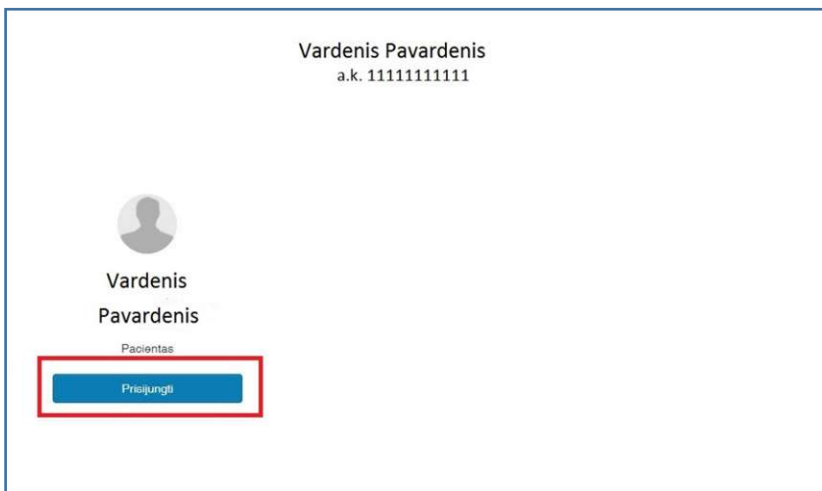 Vardenis Pavardenis
a.k. 11111111111
Vardenis
Pavardenis
Pacientas
Prisijungti